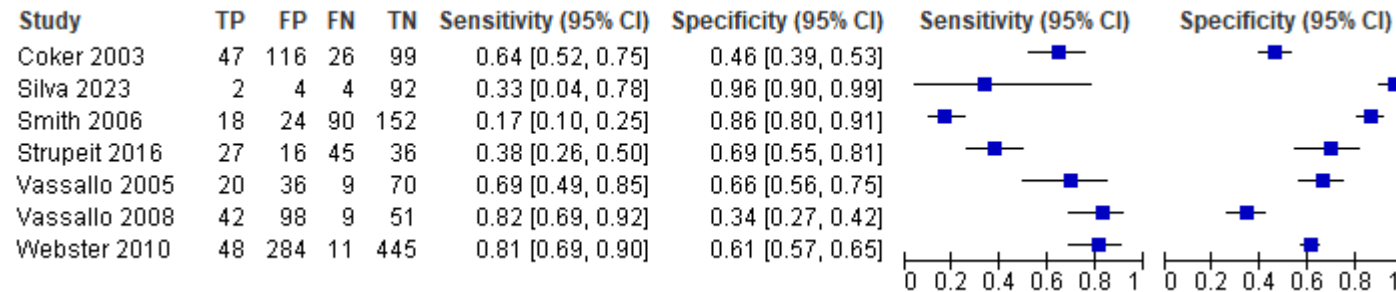 Study TP FP FN TN Sensitivity (95% CI) Specificity (95% CI) Sensitivity (95% CI) Specificity (95% CI)
Coker 2003 47 116 26 99 0.64 [0.52, 0.75] 0.46 [0.39, 0.53]
Silva 2023 2 4 4 92 0.33 [0.04, 0.78] 0.96 [0.90, 0.99]
Smith 2006 18 24 90 152 0.17 [0.10, 0.25] 0.86 [0.80, 0.91]
Strupeit 2016 27 16 45 36 0.38 [0.26, 0.50] 0.69 [0.55, 0.81]
Vassallo 2005 20 36 9 70 0.69 [0.49, 0.85] 0.66 [0.56, 0.75]
Vassallo 2008 42 98 9 51 0.82 [0.69, 0.92] 0.34 [0.27, 0.42]
Webster 2010 48 284 11 445 0.81 [0.69, 0.90] 0.61 [0.57, 0.65]
0 0.2 0.4 0.6 0.8 1 0 0.2 0.4 0.6 0.8 1